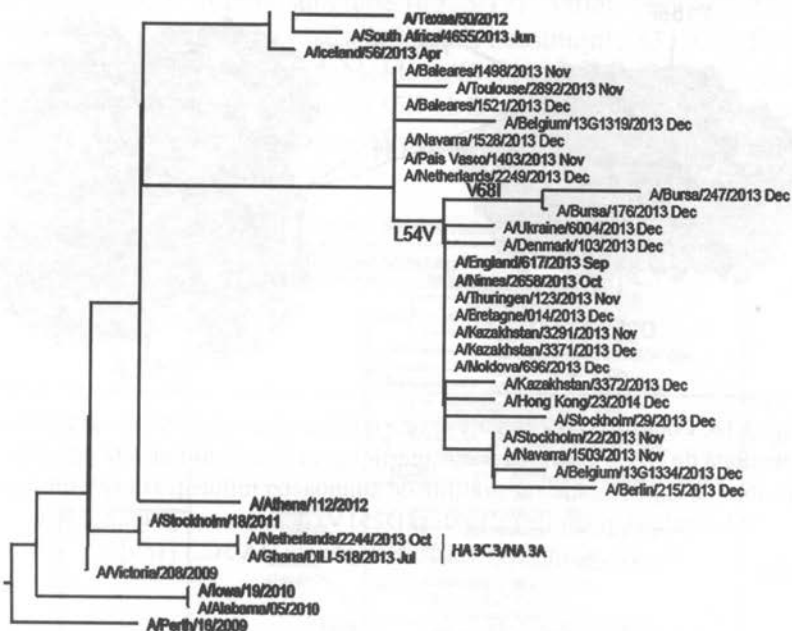 A/Texas/50/2012
A/South Africa/4655/2013 Jun
A/Iceland/56/2013 Apr
A/Baleares/1498/2013 Nov
A/Toulouse/2892/2013 Nov
A/Baleares/1521/2013 Dec
A/Belgium/13G1319/2013 Dec
A/Navarra/1528/2013 Dec
A/Pais Vasco/1403/2013 Nov
A/Netherlands/2249/2013 Dec
V68I
A/Bursa/247/2013 Dec
A/Bursa/176/2013 Dec
A/Ukraine/6004/2013 Dec
L54V
A/Denmark/103/2013 Dec
A/England/617/2013 Sep
A/Nimes/2658/2013 Oct
A/Thuringen/123/2013 Nov
A/Bretagne/014/2013 Dec
A/Kazakhstan/3291/2013 Nov
A/Kazakhstan/3371/2013 Dec
A/Moldova/696/2013 Dec
A/Kazakhstan/3372/2013 Dec
A/Hong Kong/23/2014 Dec
A/Stockholm/29/2013 Dec
A/Stockholm/22/2013 Nov
A/Navarra/1503/2013 Nov
A/Belgium/13G1334/2013 Dec
A/Berlin/215/2013 Dec
A/Athens/112/2012
A/Stockholm/18/2011
A/Netherlands/2244/2013 Oct
HA 3C3/NA 3A
A/Ghana/DILI-518/2013 Jul
A/Victoria/208/2009
A/Iowa/19/2010
A/Alabama/05/2010
A/Perth/16/2009